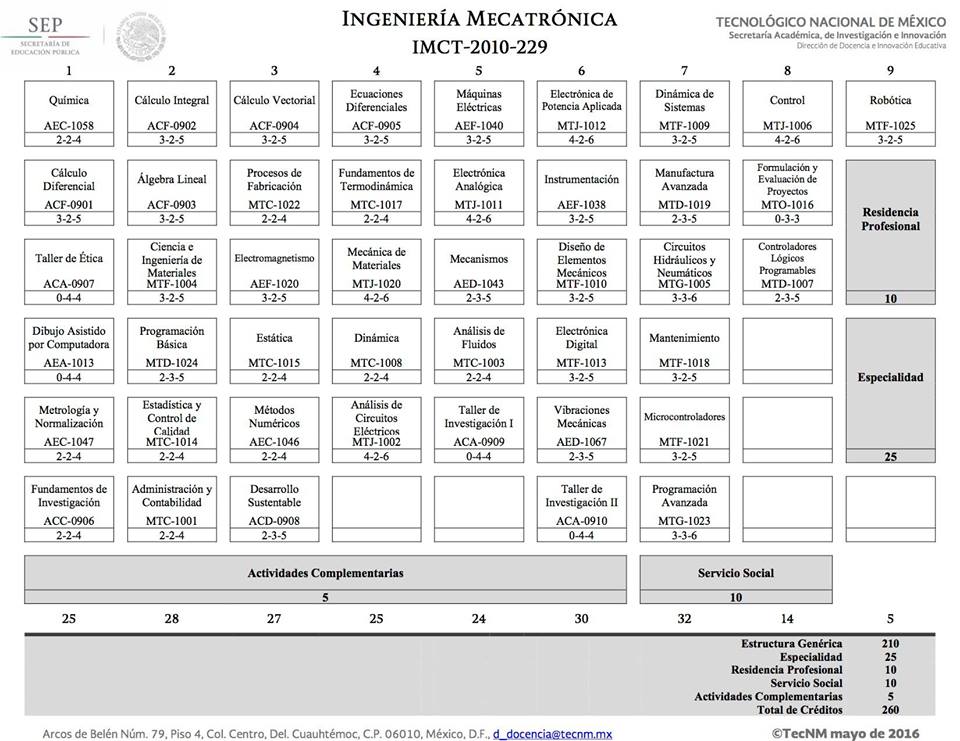 SEP
SECRETARÍA DE
EDUCACIÓN PÚBLICA
INGENIERÍA MECATRÓNICA
IMCT-2010-229
TECNOLÓGICO NACIONAL DE MÉXICO
Secretaría Académica, de Investigación e Innovación
Dirección de Docencia e Innovación Educativa
1 2 3 4 5 6 7 8 9
Química
AEC-1058
2-2-4
Cálculo Integral
ACF-0902
3-2-5
Cálculo Vectorial
ACF-0904
3-2-5
Ecuaciones
Diferenciales
ACF-0905
3-2-5
Máquinas
Eléctricas
AEF-1040
3-2-5
Electrónica de
Potencia Aplicada
MTJ-1012
4-2-6
Dinámica de
Sistemas
MTF-1009
3-2-5
Control
MTJ-1006
4-2-6
Robótica
MTF-1025
3-2-5
Cálculo
Diferencial
ACF-0901
3-2-5
Álgebra Lineal
ACF-0903
3-2-5
Procesos de
Fabricación
MTC-1022
2-2-4
Fundamentos de
Termodinámica
MTC-1017
2-2-4
Electrónica
Analógica
MTJ-1011
4-2-6
Instrumentación
AEF-1038
3-2-5
Manufactura
Avanzada
MTD-1019
2-3-5
Formulación y
Evaluación de
Proyectos
MTO-1016
0-3-3
Residencia
Profesional
10
Taller de Ética
ACA-0907
0-4-4
Ciencia e
Ingeniería de
Materiales
MTF-1004
3-2-5
Electromagnetismo
AEF-1020
3-2-5
Mecánica de
Materiales
MTJ-1020
4-2-6
Mecanismos
AED-1043
2-3-5
Diseño de
Elementos
Mecánicos
MTF-1010
3-2-5
Circuitos
Hidráulicos y
Neumáticos
MTG-1005
3-3-6
Controladores
Lógicos
Programables
MTD-1007
2-3-5
Dibujo Asistido
por Computadora
AEA-1013
0-4-4
Programación
Básica
MTD-1024
2-3-5
Estática
MTC-1015
2-2-4
Dinámica
MTC-1008
2-2-4
Análisis de
Fluidos
MTC-1003
2-2-4
Electrónica
Digital
MTF-1013
3-2-5
Mantenimiento
MTF-1018
3-2-5
Especialidad
25
Metrología y
Normalización
AEC-1047
2-2-4
Estadística y
Control de
Calidad
MTC-1014
2-2-4
Métodos
Numéricos
AEC-1046
2-2-4
Análisis de
Circuitos
Eléctricos
MTJ-1002
4-2-6
Taller de
Investigación I
ACA-0909
0-4-4
Vibraciones
Mecánicas
AED-1067
2-3-5
Microcontroladores
MTF-1021
3-2-5
Fundamentos de
Investigación
ACC-0906
2-2-4
Administración y
Contabilidad
MTC-1001
2-2-4
Desarrollo
Sustentable
ACD-0908
2-3-5
Taller de
Investigación II
ACA-0910
0-4-4
Programación
Avanzada
MTG-1023
3-3-6
Actividades Complementarias
5
Servicio Social
10
25 28 27 25 24 30 32 14 5
Estructura Genérica 210
Especialidad 25
Residencia Profesional 10
Servicio Social 10
Actividades Complementarias 5
Total de Créditos 260
Arcos de Belén Núm. 79, Piso 4, Col. Centro, Del. Cuauhtémoc, C.P. 06010, México, D.F., d_docencia@tecnm.mx
©TecNM mayo de 2016